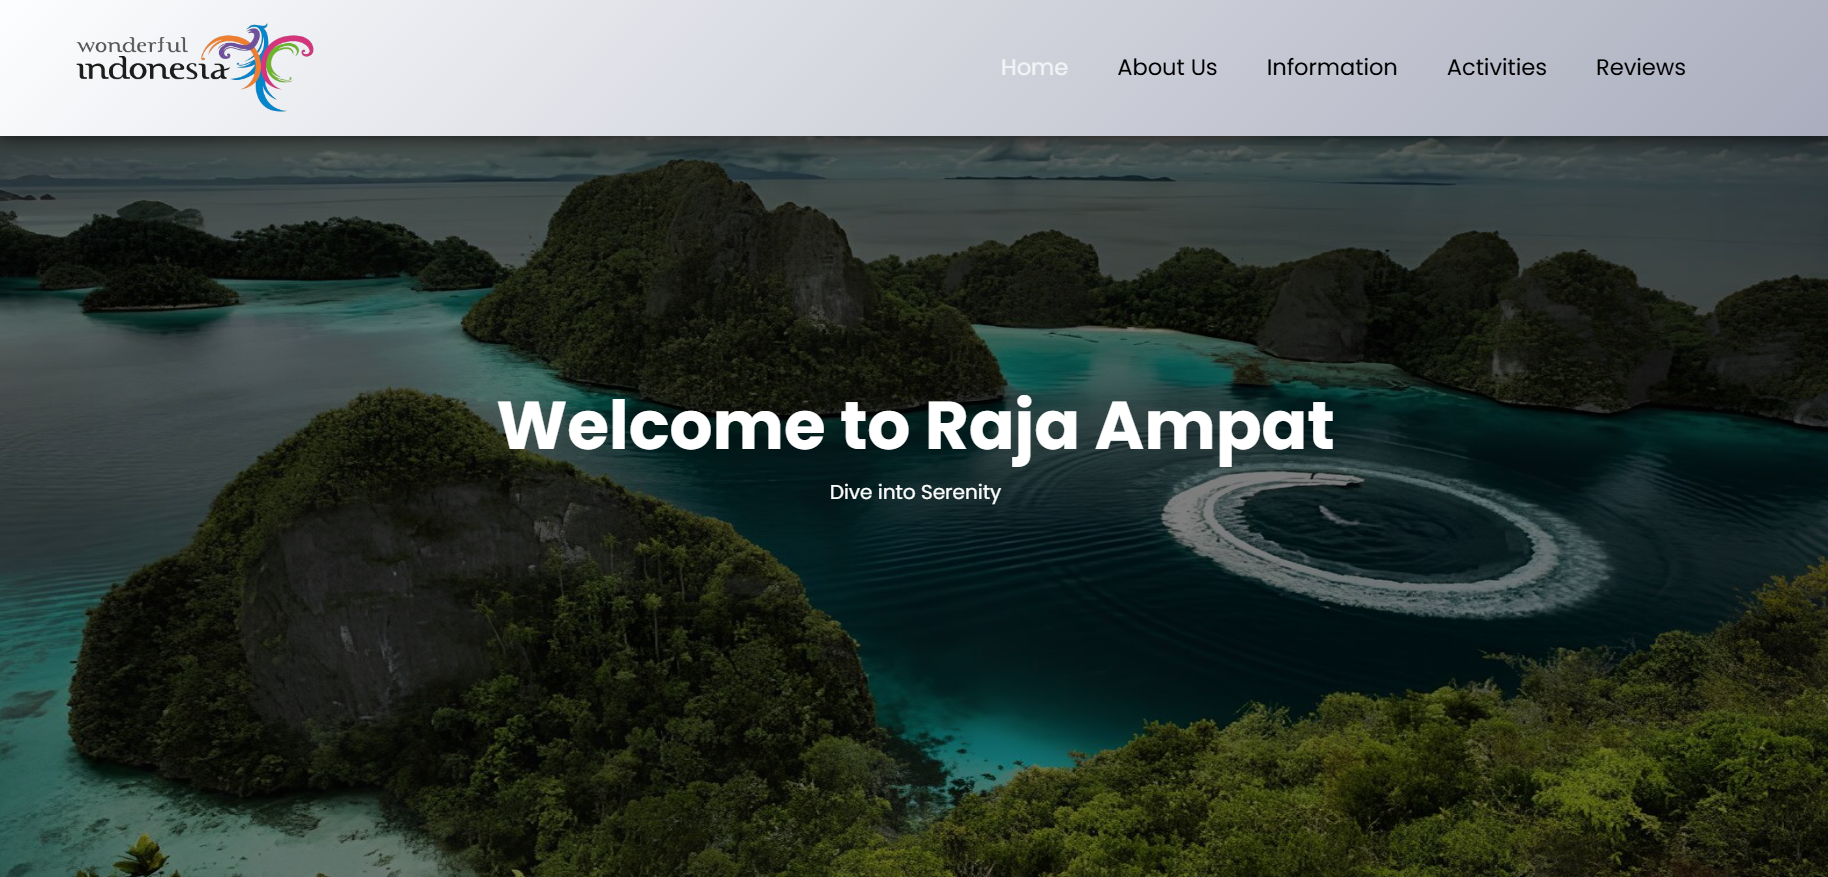 wonderful
indonesia
Home About Us Information Activities Reviews
Welcome to Raja Ampat
Dive into Serenity